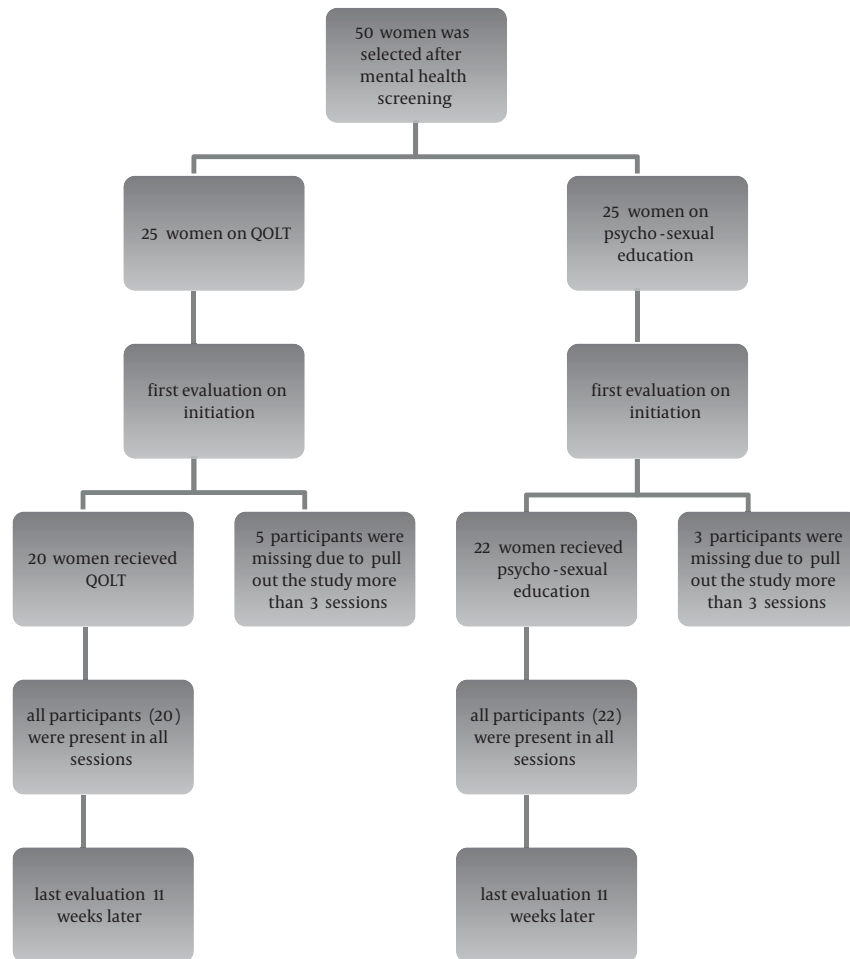 50 women was
selected after
mental health
screening
25 women on QOLT
25 women on
psycho-sexual
education
first evaluation on
initiation
first evaluation on
initiation
20 women recieved
QOLT
5 participants were
missing due to pull
out the study more
than 3 sessions
22 women recieved
psycho-sexual
education
3 participants were
missing due to pull
out the study more
than 3 sessions
all participants (20)
were present in all
sessions
all participants (22)
were present in all
sessions
last evaluation 11
weeks later
last evaluation 11
weeks later